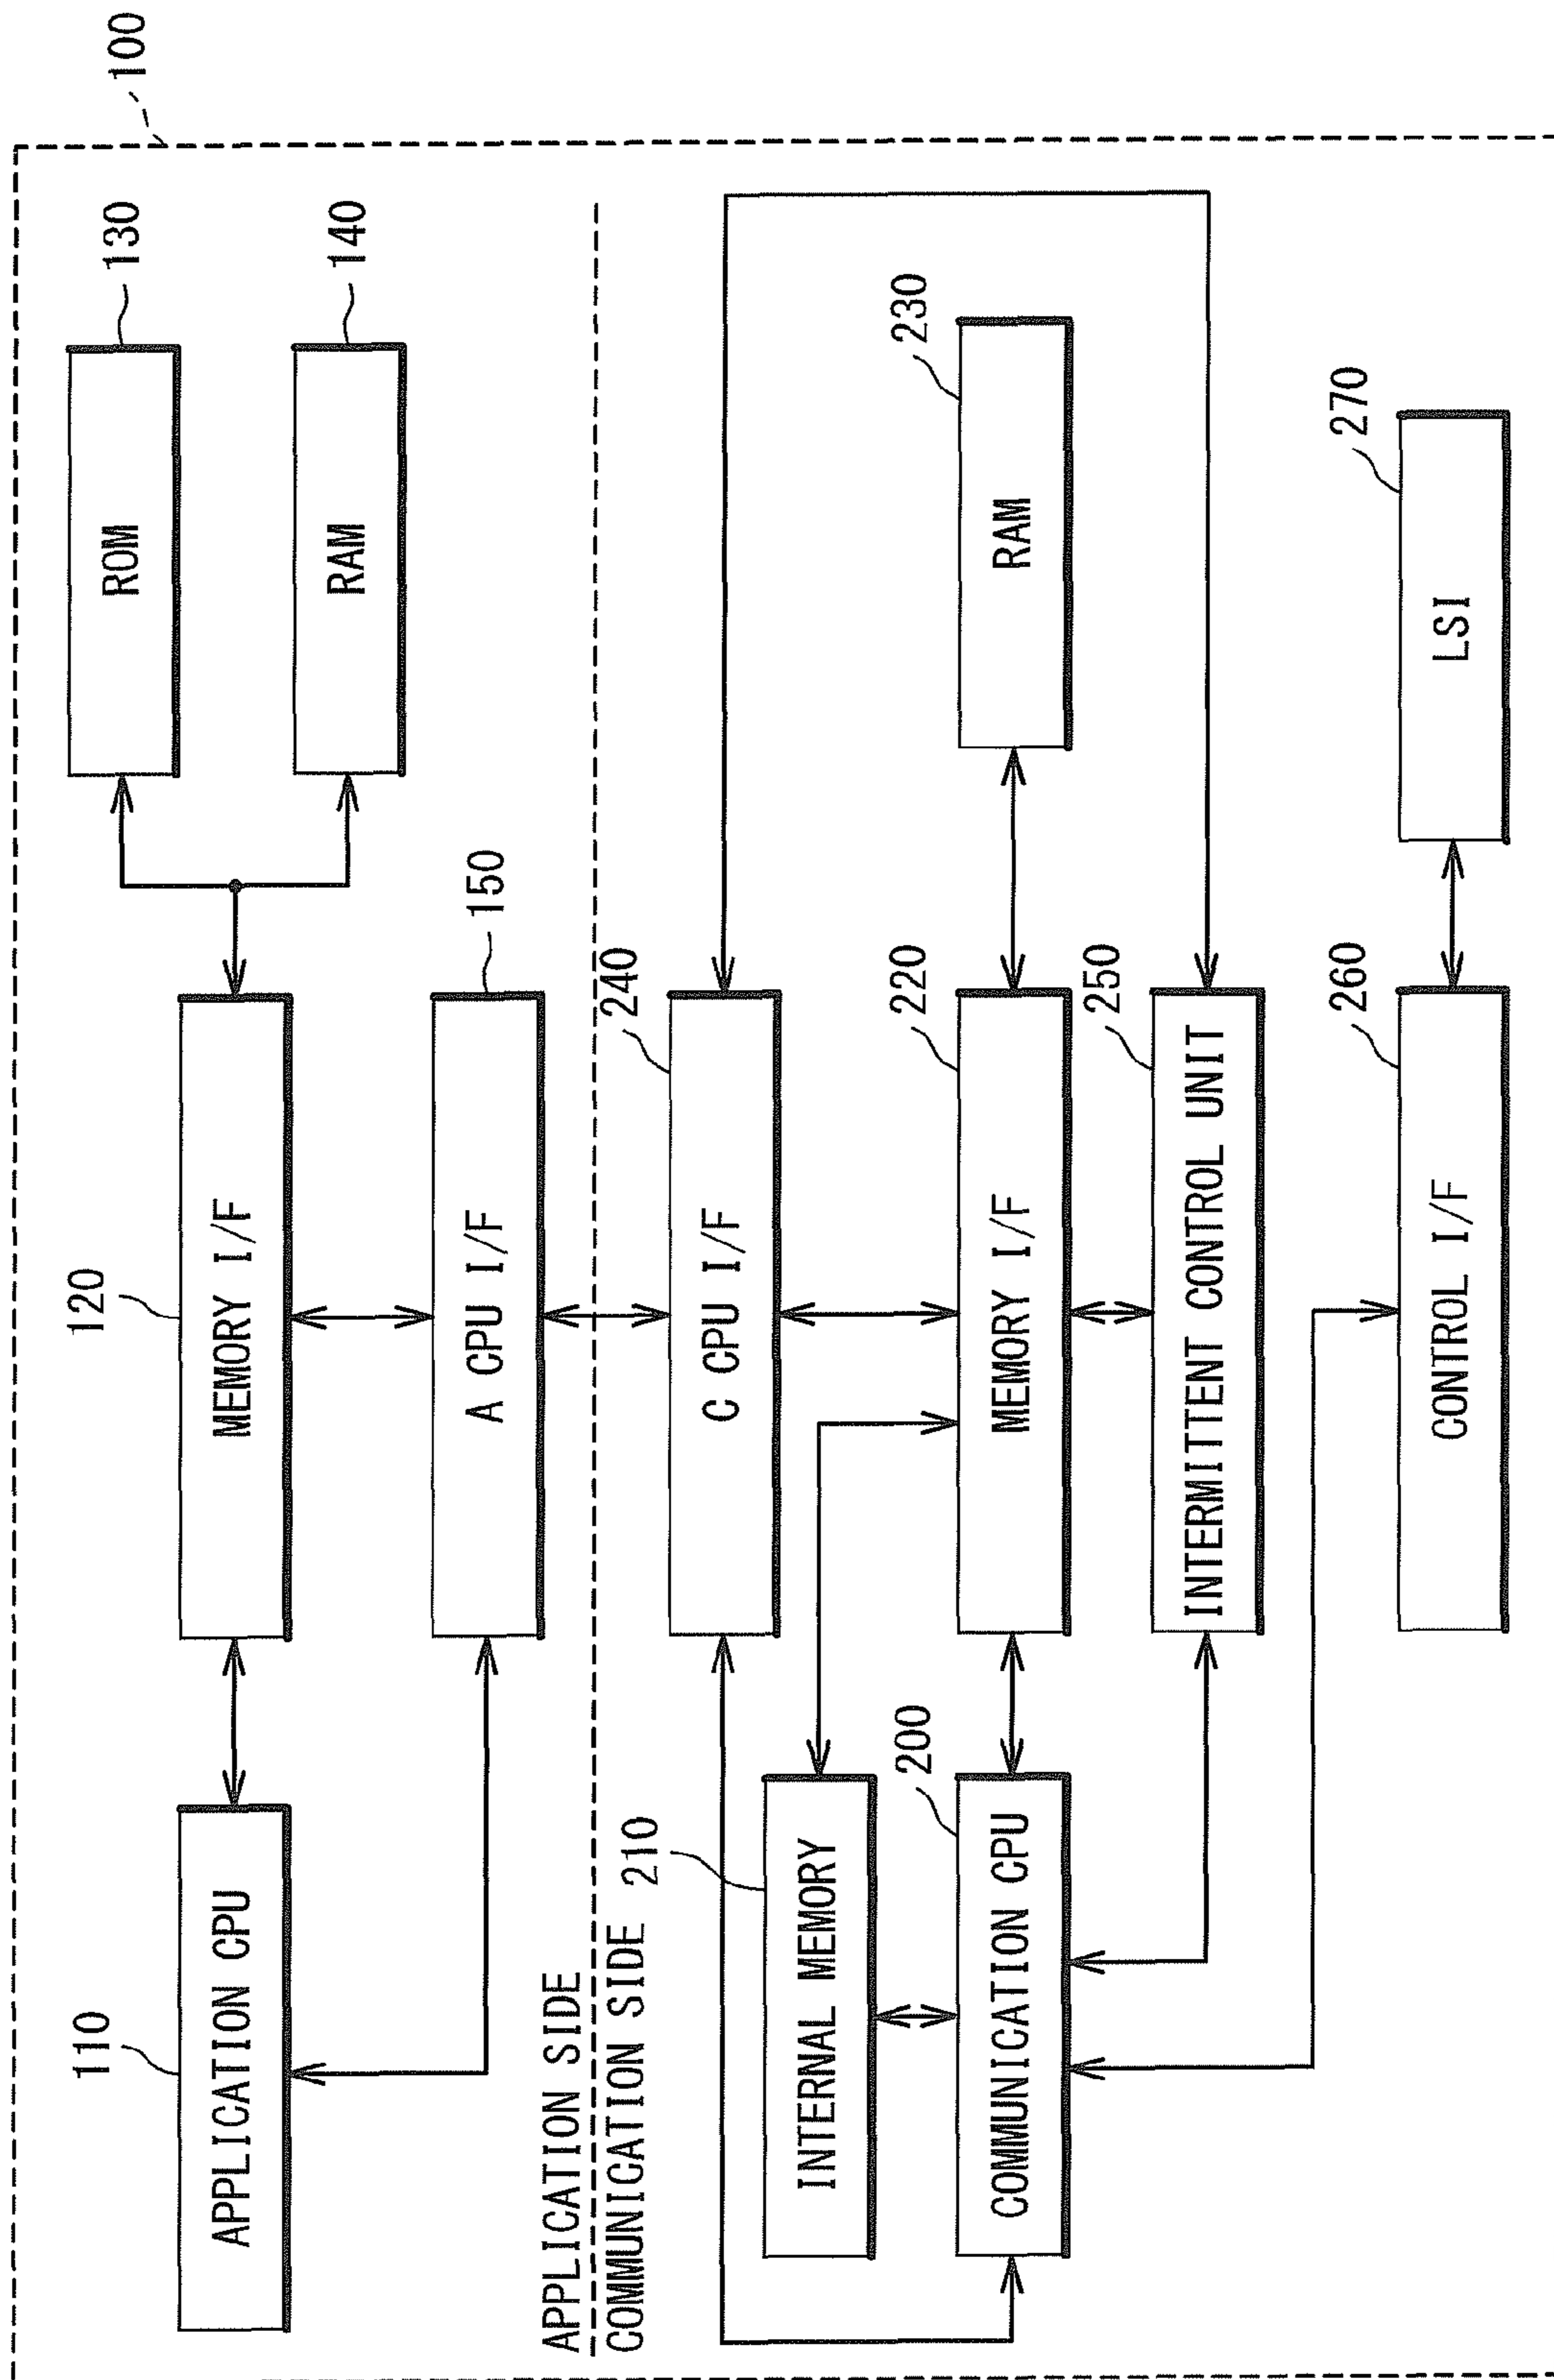 100
130
ROM
140
RAM
120
MEMORY I/F
110
APPLICATION CPU
150
A CPU I/F
APPLICATION SIDE
COMMUNICATION SIDE
240
C CPU I/F
210
INTERNAL MEMORY
230
RAM
220
MEMORY I/F
200
COMMUNICATION CPU
250
INTERMITTENT CONTROL UNIT
270
LSI
260
CONTROL I/F